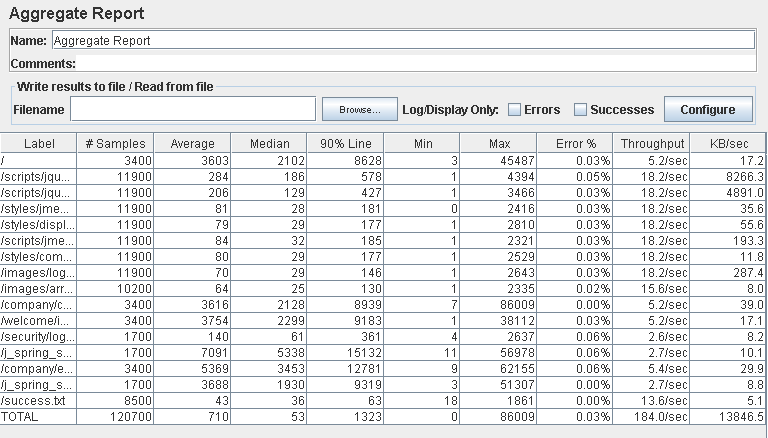 Aggregate Report
Name: Aggregate Report
Comments:
Write results to file / Read from file
Filename Browse... Log/Display Only: Errors Successes Configure
Label # Samples Average Median 90% Line Min Max Error % Throughput KB/sec
/ 3400 3603 2102 8628 3 45487 0.03% 5.2/sec 17.2
/scripts/jqu... 11900 284 186 578 1 4394 0.05% 18.2/sec 8266.3
/scripts/jqu... 11900 206 129 427 1 3466 0.03% 18.2/sec 4891.0
/styles/jme... 11900 81 28 181 0 2416 0.03% 18.2/sec 35.6
/styles/displ... 11900 79 29 177 1 2810 0.03% 18.2/sec 55.6
/scripts/jme... 11900 84 32 185 1 2321 0.03% 18.2/sec 193.3
/styles/com... 11900 80 29 177 1 2529 0.03% 18.2/sec 11.8
/images/log... 11900 70 29 146 1 2643 0.03% 18.2/sec 287.4
/images/arr... 10200 64 25 130 1 2335 0.02% 15.6/sec 8.0
/company/c... 3400 3616 2128 8939 7 86009 0.00% 5.2/sec 39.0
/welcome/i... 3400 3754 2299 9183 1 38112 0.03% 5.2/sec 17.1
/security/log... 1700 140 61 361 4 2637 0.06% 2.6/sec 8.2
/j_spring_s... 1700 7091 5338 15132 11 56978 0.06% 2.7/sec 10.1
/company/e... 3400 5369 3453 12781 9 62155 0.06% 5.4/sec 29.9
/j_spring_s... 1700 3688 1930 9319 3 51307 0.00% 2.7/sec 8.8
/success.txt 8500 43 36 63 18 1861 0.00% 13.6/sec 5.1
TOTAL 120700 710 53 1323 0 86009 0.03% 184.0/sec 13846.5